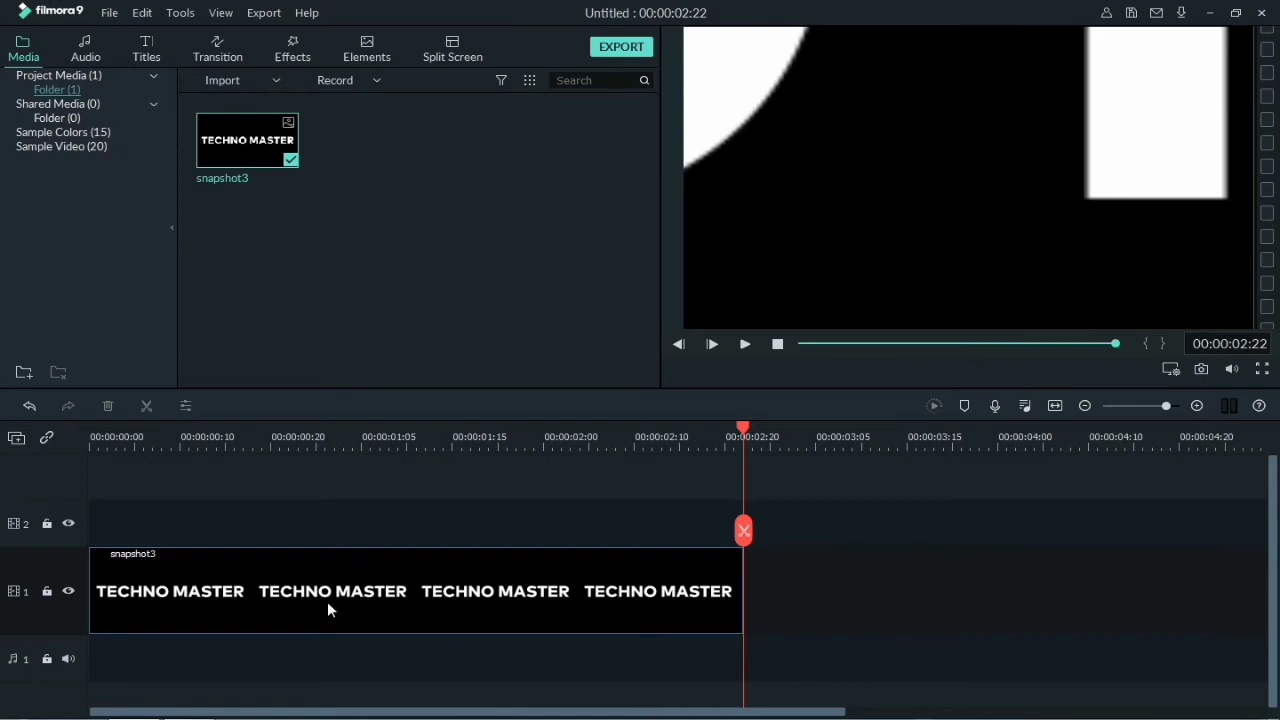 filmora9 File Edit Tools View Export Help Untitled : 00:00:02:22
Media Audio Titles Transition Effects Elements Split Screen EXPORT
Project Media (1)
Folder (1)
Shared Media (0)
Folder (0)
Sample Colors (15)
Sample Video (20)
Import Record Search
TECHNO MASTER
snapshot3
{ } 00:00:02:22
00:00:00:00 00:00:00:10 00:00:00:20 00:00:01:05 00:00:01:15 00:00:02:00 00:00:02:10 00:00:02:20 00:00:03:05 00:00:03:15 00:00:04:00 00:00:04:10 00:00:04:20
2
snapshot3
1 TECHNO MASTER TECHNO MASTER TECHNO MASTER TECHNO MASTER
1